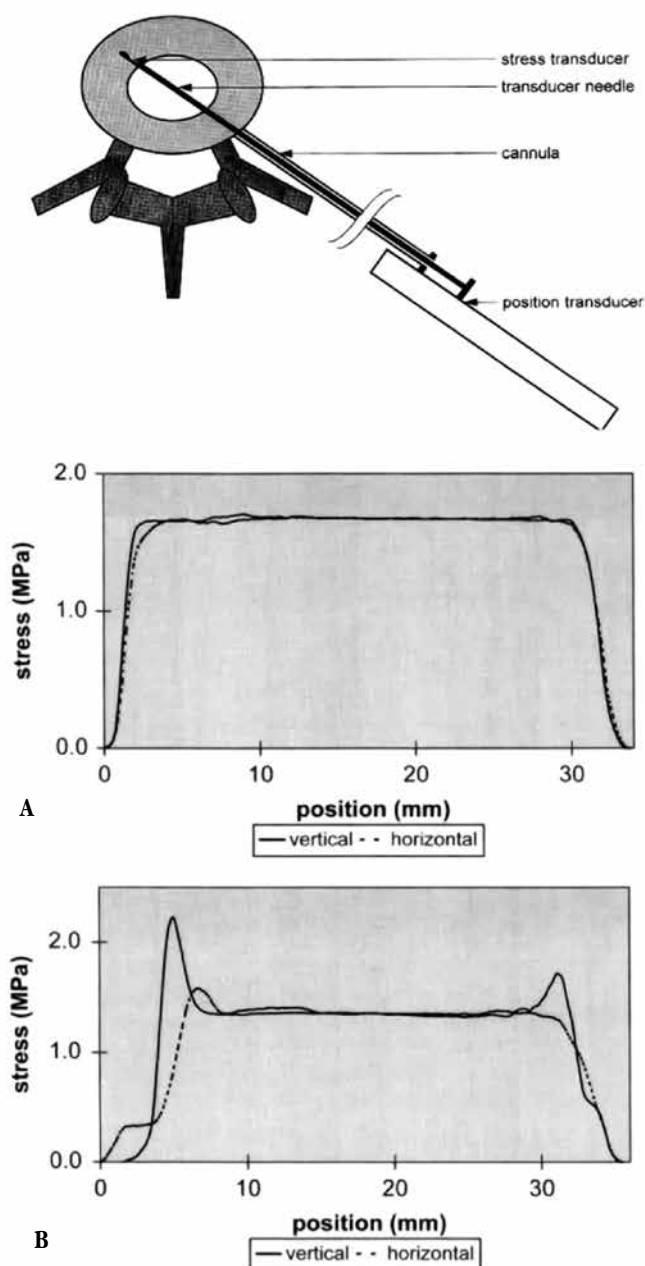 stress transducer
transducer needle
cannula
position transducer
2.0
1.0
0.0
0 10 20 30
stress (MPa)
position (mm)
A
vertical horizontal
2.0
1.0
0.0
0 10 20 30
stress (MPa)
position (mm)
B
vertical horizontal